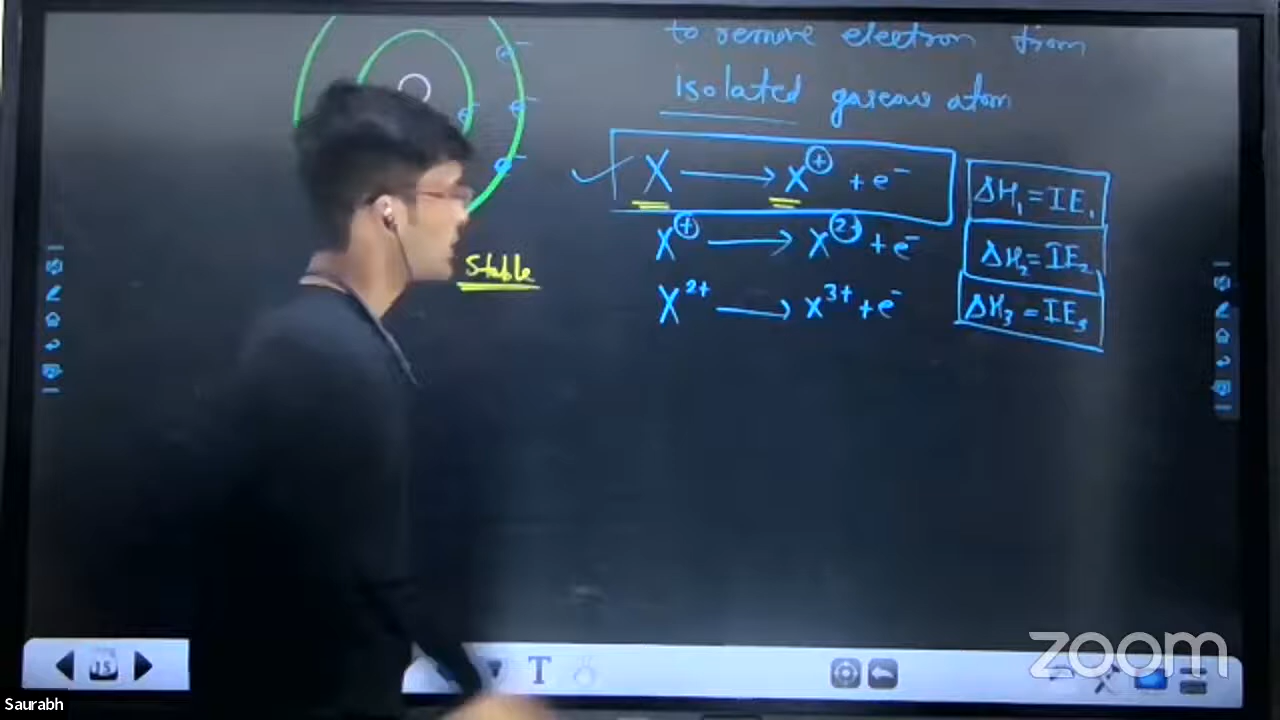 to remove electron from
isolated gaseous atom
X → X⁺ + e⁻ ΔH₁ = IE₁
X⁺ → X²⁺ + e⁻ ΔH₂ = IE₂
Stable
X²⁺ → X³⁺ + e⁻ ΔH₃ = IE₃
15
T
zoom
Saurabh